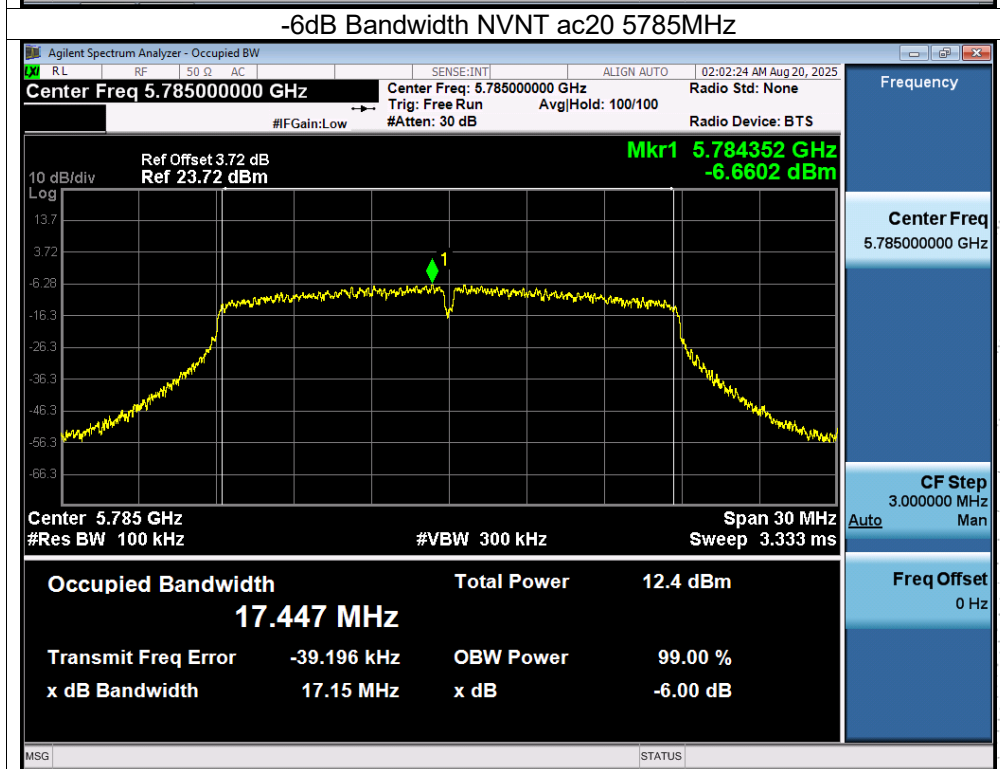 -6dB Bandwidth NVNT ac20 5785MHz
Agilent Spectrum Analyzer - Occupied BW
LXI RL RF 50 Ω AC SENSE:INT ALIGN AUTO 02:02:24 AM Aug 20, 2025
Center Freq 5.785000000 GHz
Center Freq: 5.785000000 GHz
Radio Std: None
Trig: Free Run Avg|Hold: 100/100
#IFGain:Low
#Atten: 30 dB
Radio Device: BTS
Frequency
Mkr1 5.784352 GHz
-6.6602 dBm
Ref Offset 3.72 dB
10 dB/div Ref 23.72 dBm
Log
13.7
3.72
1
-6.28
-16.3
-26.3
-36.3
-46.3
-56.3
-66.3
Center 5.785 GHz Span 30 MHz
#Res BW 100 kHz #VBW 300 kHz Sweep 3.333 ms
Center Freq
5.785000000 GHz
CF Step
3.000000 MHz
Auto Man
Freq Offset
0 Hz
Occupied Bandwidth Total Power 12.4 dBm
17.447 MHz
Transmit Freq Error -39.196 kHz OBW Power 99.00 %
x dB Bandwidth 17.15 MHz x dB -6.00 dB
MSG STATUS